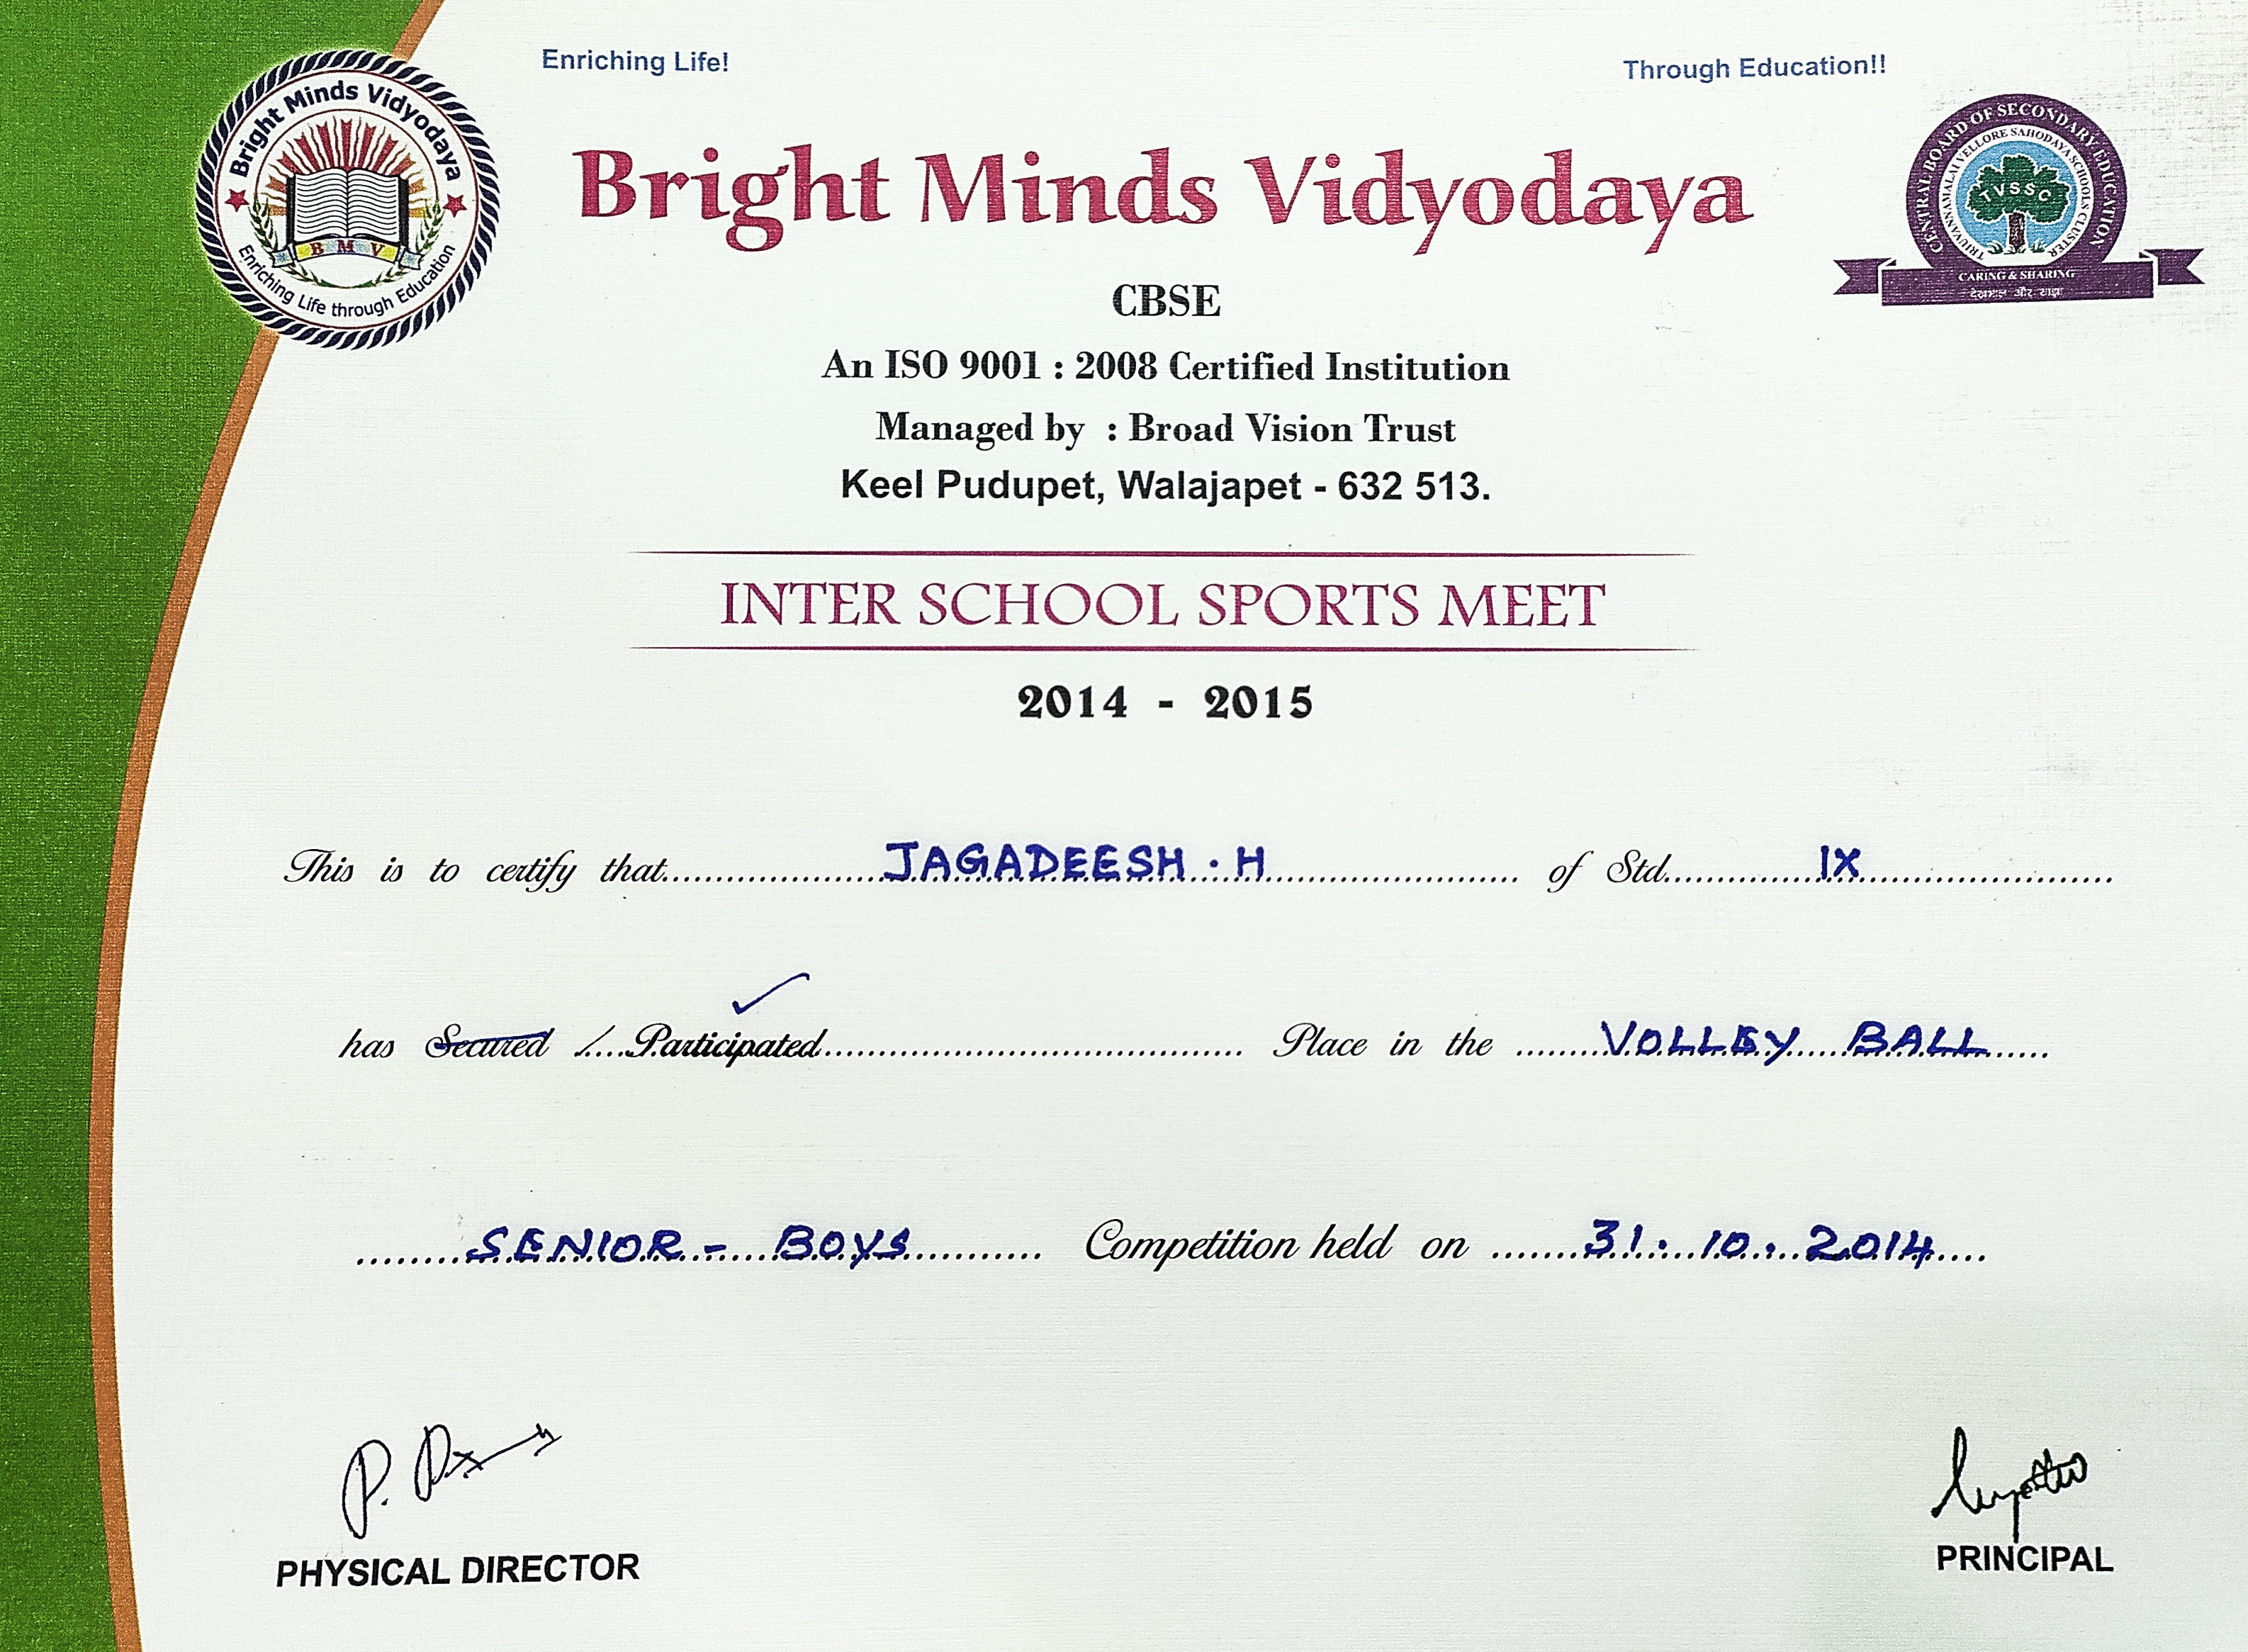 Enriching Life! Through Education!!
Bright Minds Vidyodaya
BMV
Enriching Life through Education
Bright Minds Vidyodaya
CENTRAL BOARD OF SECONDARY EDUCATION
TIRUVANNAMALAI VELLORE SAHODAYA SCHOOLS CLUSTER
TVSSC
CARING & SHARING
देखभाल और साझा
CBSE
An ISO 9001 : 2008 Certified Institution
Managed by : Broad Vision Trust
Keel Pudupet, Walajapet - 632 513.
INTER SCHOOL SPORTS MEET
2014 - 2015
This is to certify that JAGADEESH . H of Std. IX
has Secured / Participated Place in the VOLLEY BALL
SENIOR - BOYS Competition held on 31.10.2014
PHYSICAL DIRECTOR PRINCIPAL